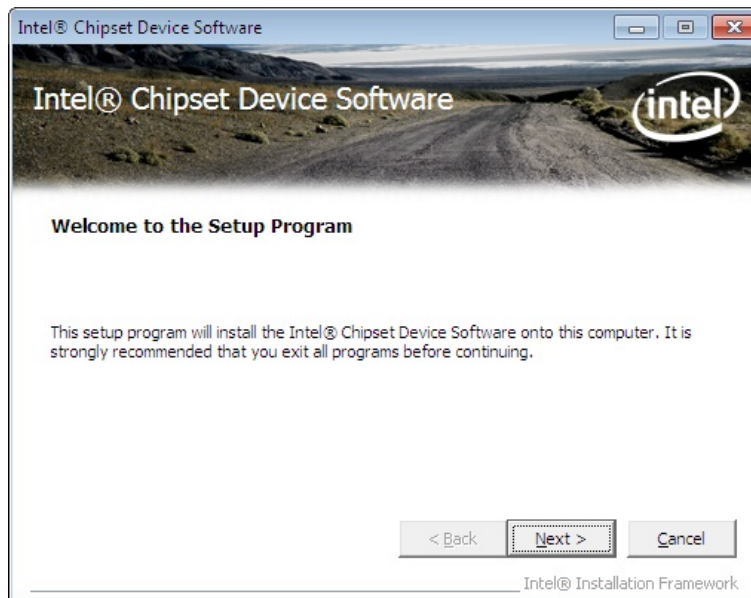 Intel® Chipset Device Software
Intel® Chipset Device Software
intel
Welcome to the Setup Program
This setup program will install the Intel® Chipset Device Software onto this computer. It is
strongly recommended that you exit all programs before continuing.
< Back Next > Cancel
Intel® Installation Framework